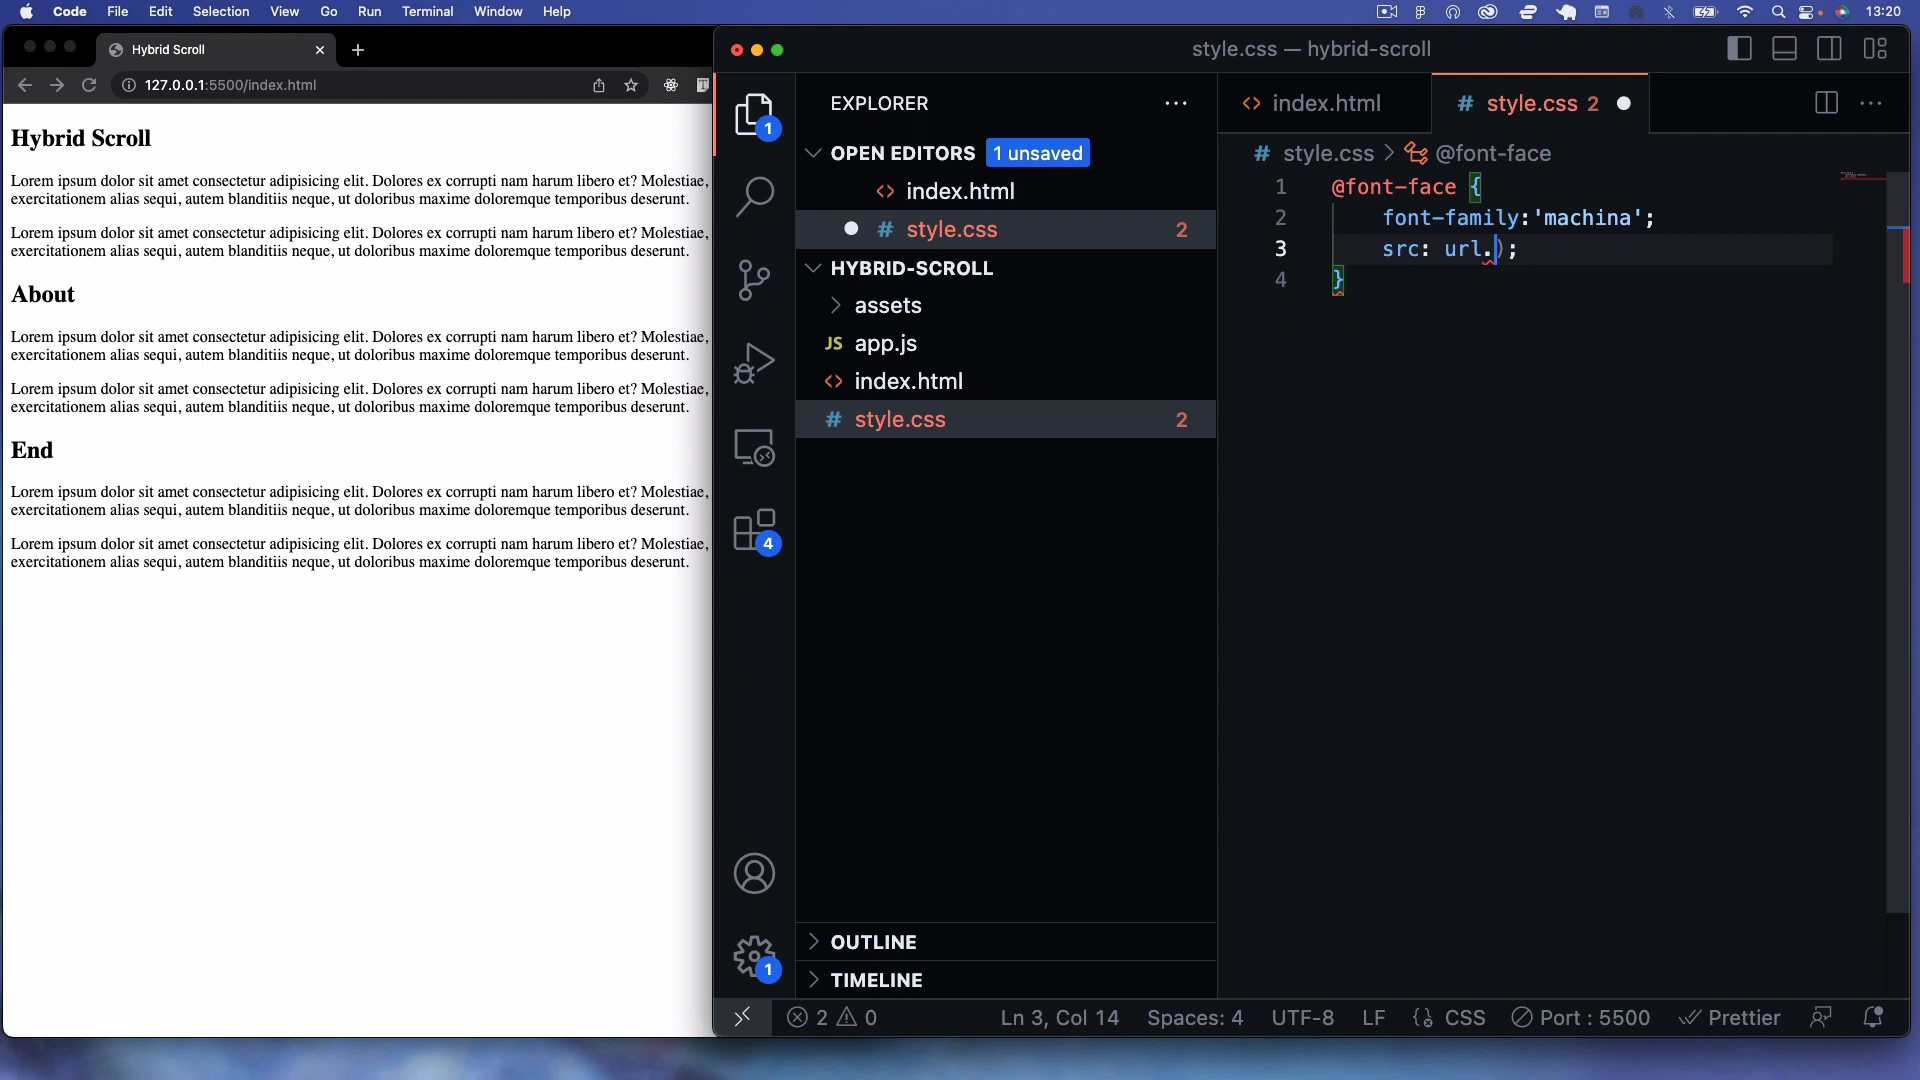 Code File Edit Selection View Go Run Terminal Window Help 13:20
Hybrid Scroll
127.0.0.1:5500/index.html
Hybrid Scroll
Lorem ipsum dolor sit amet consectetur adipisicing elit. Dolores ex corrupti nam harum libero et? Molestiae,
exercitationem alias sequi, autem blanditiis neque, ut doloribus maxime doloremque temporibus deserunt.
Lorem ipsum dolor sit amet consectetur adipisicing elit. Dolores ex corrupti nam harum libero et? Molestiae,
exercitationem alias sequi, autem blanditiis neque, ut doloribus maxime doloremque temporibus deserunt.
About
Lorem ipsum dolor sit amet consectetur adipisicing elit. Dolores ex corrupti nam harum libero et? Molestiae,
exercitationem alias sequi, autem blanditiis neque, ut doloribus maxime doloremque temporibus deserunt.
Lorem ipsum dolor sit amet consectetur adipisicing elit. Dolores ex corrupti nam harum libero et? Molestiae,
exercitationem alias sequi, autem blanditiis neque, ut doloribus maxime doloremque temporibus deserunt.
End
Lorem ipsum dolor sit amet consectetur adipisicing elit. Dolores ex corrupti nam harum libero et? Molestiae,
exercitationem alias sequi, autem blanditiis neque, ut doloribus maxime doloremque temporibus deserunt.
Lorem ipsum dolor sit amet consectetur adipisicing elit. Dolores ex corrupti nam harum libero et? Molestiae,
exercitationem alias sequi, autem blanditiis neque, ut doloribus maxime doloremque temporibus deserunt.
style.css — hybrid-scroll
1
4
1
EXPLORER ...
OPEN EDITORS 1 unsaved
<> index.html
# style.css 2
HYBRID-SCROLL
assets
JS app.js
<> index.html
# style.css 2
OUTLINE
TIMELINE
<> index.html # style.css 2
# style.css > @font-face
1 @font-face {
2 font-family:'machina';
3 src: url.);
4 }
2 0 Ln 3, Col 14 Spaces: 4 UTF-8 LF CSS Port : 5500 Prettier